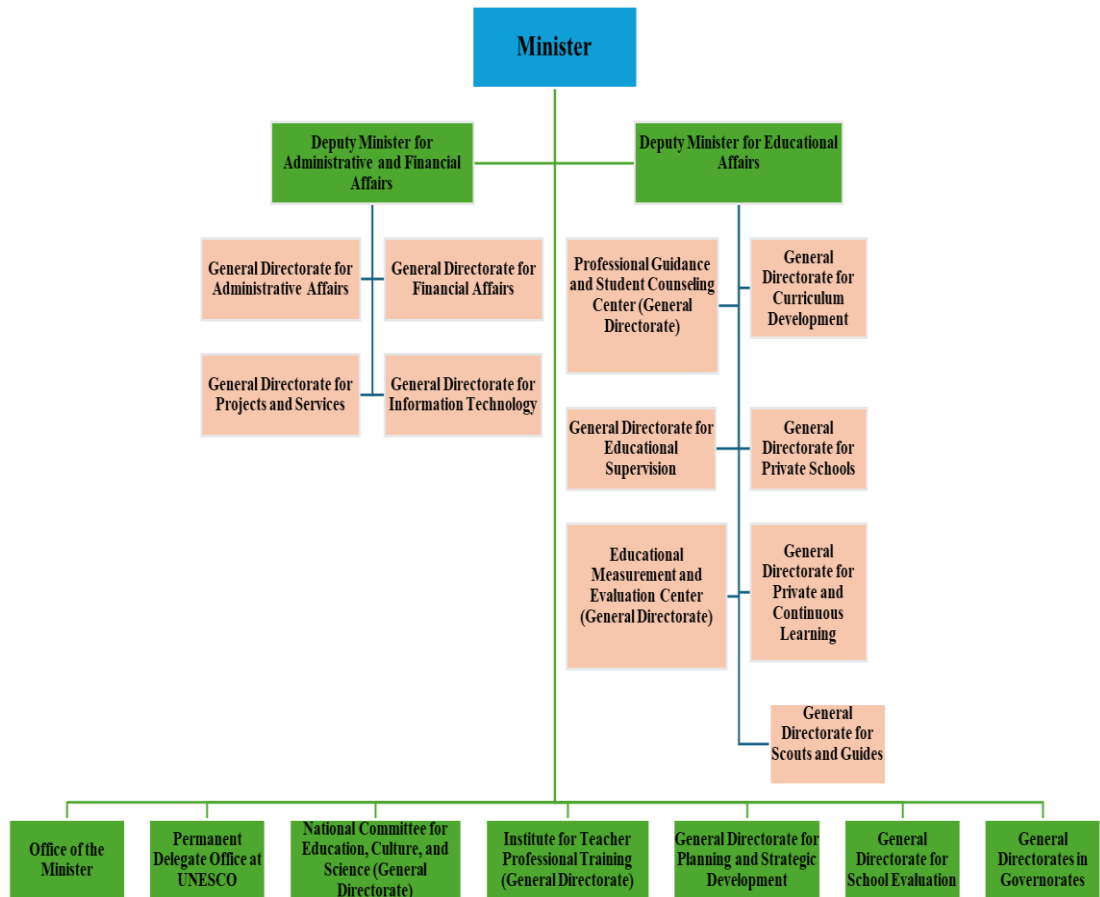 Minister
Deputy Minister for
Administrative and Financial
Affairs
Deputy Minister for Educational
Affairs
General Directorate for
Administrative Affairs
General Directorate for
Financial Affairs
Professional Guidance
and Student Counseling
Center (General
Directorate)
General
Directorate for
Curriculum
Development
General Directorate for
Projects and Services
General Directorate for
Information Technology
General Directorate for
Educational
Supervision
General
Directorate for
Private Schools
Educational
Measurement and
Evaluation Center
(General Directorate)
General
Directorate for
Private and
Continuous
Learning
General
Directorate for
Scouts and Guides
Office of the
Minister
Permanent
Delegate Office at
UNESCO
National Committee for
Education, Culture, and
Science (General
Directorate)
Institute for Teacher
Professional Training
(General Directorate)
General Directorate for
Planning and Strategic
Development
General
Directorate for
School Evaluation
General
Directorates in
Governorates